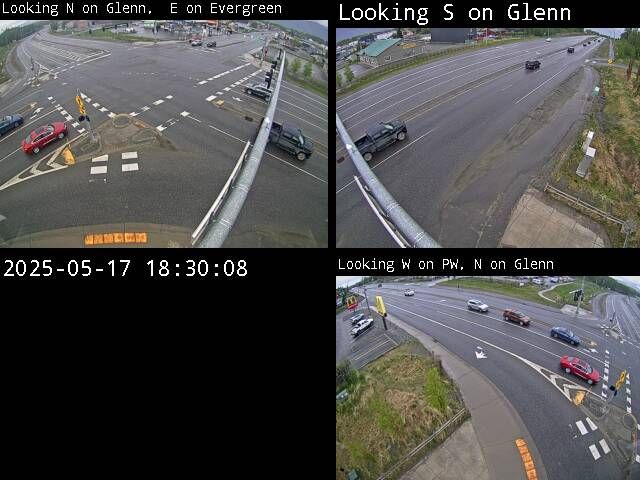 Looking N on Glenn,  E on Evergreen
Looking S on Glenn
2025-05-17 18:30:08
Looking W on PW, N on Glenn